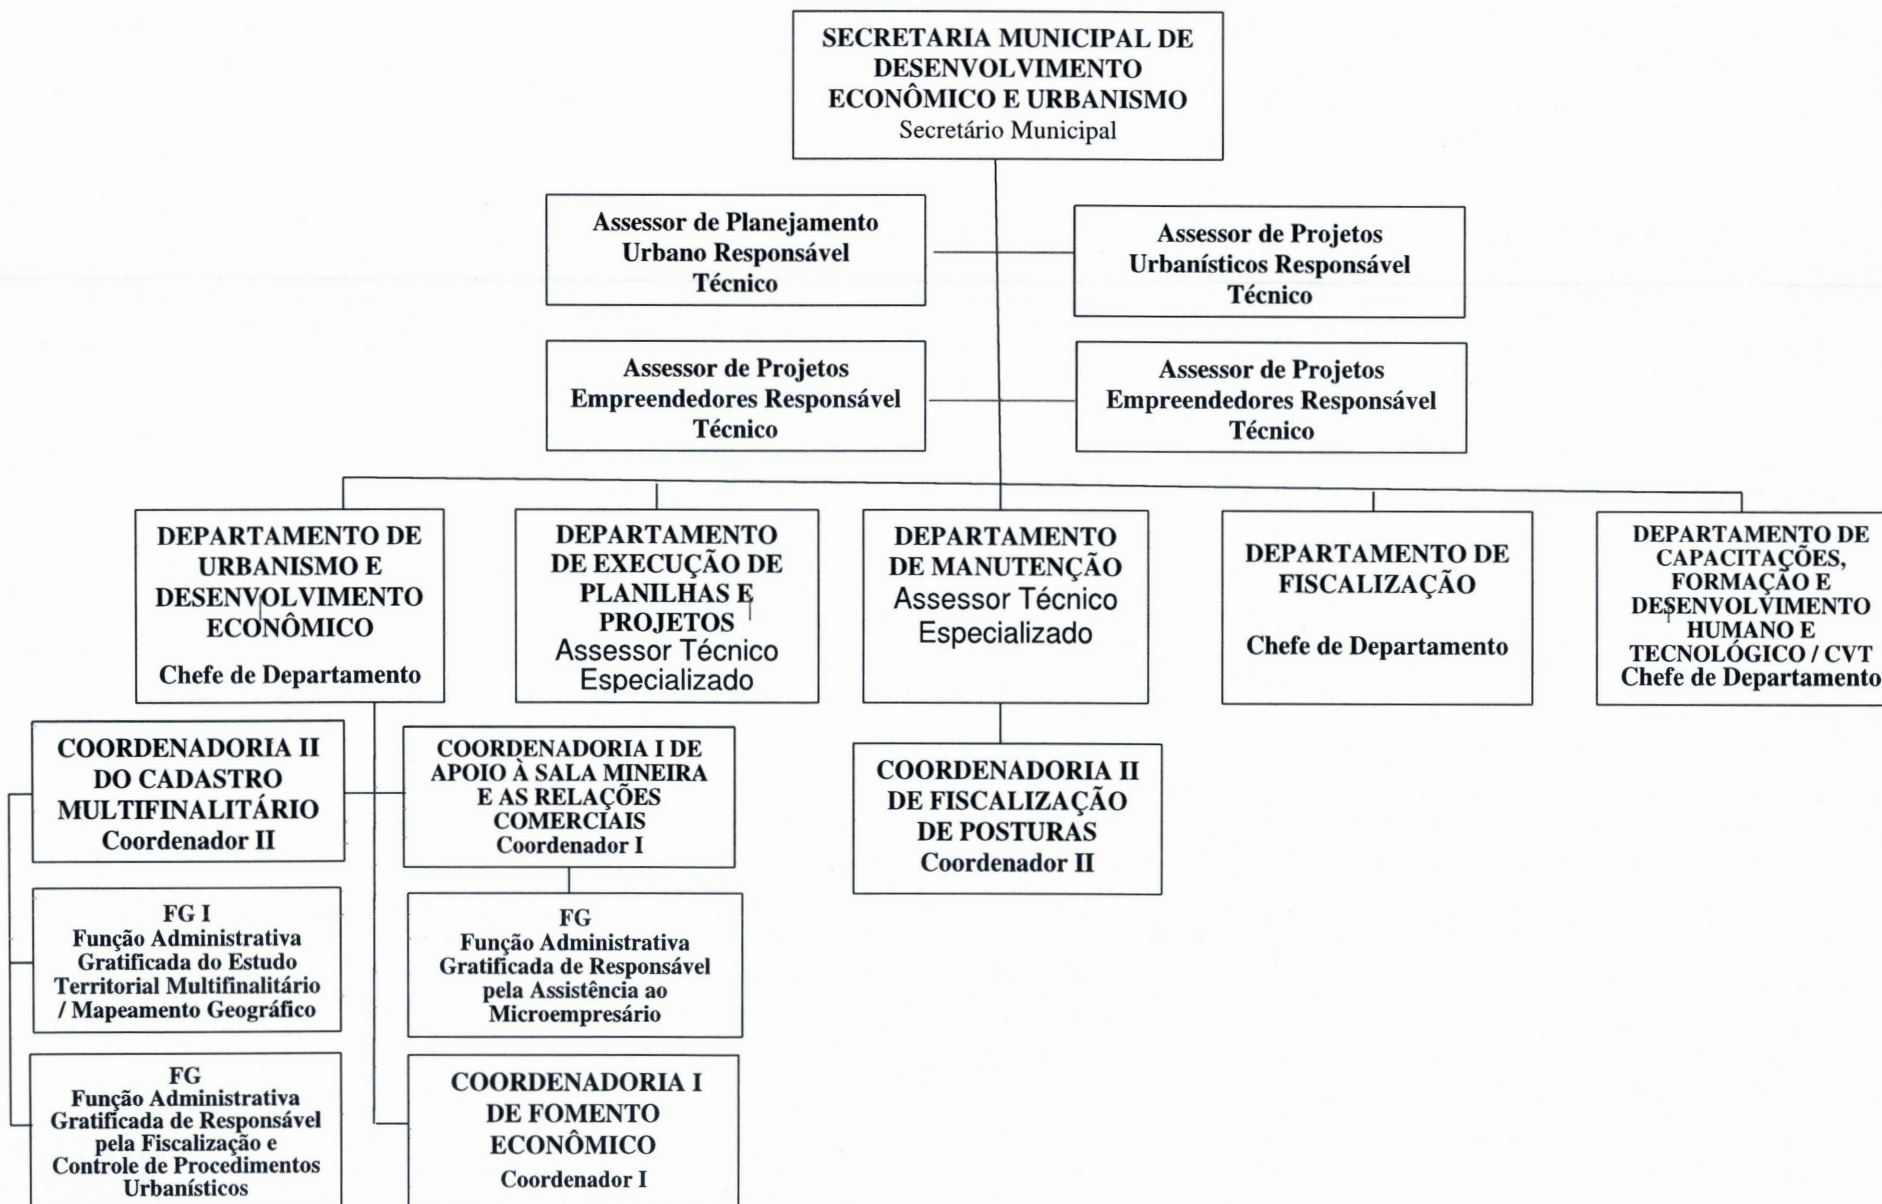 SECRETARIA MUNICIPAL DE
DESENVOLVIMENTO
ECONÔMICO E URBANISMO
Secretário Municipal
Assessor de Planejamento
Urbano Responsável
Técnico
Assessor de Projetos
Urbanísticos Responsável
Técnico
Assessor de Projetos
Empreendedores Responsável
Técnico
Assessor de Projetos
Empreendedores Responsável
Técnico
DEPARTAMENTO DE
URBANISMO E
DESENVOLVIMENTO
ECONÔMICO
Chefe de Departamento
DEPARTAMENTO
DE EXECUÇÃO DE
PLANILHAS E
PROJETOS
Assessor Técnico
Especializado
DEPARTAMENTO
DE MANUTENÇÃO
Assessor Técnico
Especializado
DEPARTAMENTO DE
FISCALIZAÇÃO
Chefe de Departamento
DEPARTAMENTO DE
CAPACITAÇÕES,
FORMAÇÃO E
DESENVOLVIMENTO
HUMANO E
TECNOLÓGICO / CVT
Chefe de Departamento
COORDENADORIA II
DO CADASTRO
MULTIFINALITÁRIO
Coordenador II
COORDENADORIA I DE
APOIO À SALA MINEIRA
E AS RELAÇÕES
COMERCIAIS
Coordenador I
COORDENADORIA II
DE FISCALIZAÇÃO
DE POSTURAS
Coordenador II
FG I
Função Administrativa
Gratificada do Estudo
Territorial Multifinalitário
/ Mapeamento Geográfico
FG
Função Administrativa
Gratificada de Responsável
pela Assistência ao
Microempresário
FG
Função Administrativa
Gratificada de Responsável
pela Fiscalização e
Controle de Procedimentos
Urbanísticos
COORDENADORIA I
DE FOMENTO
ECONÔMICO
Coordenador I